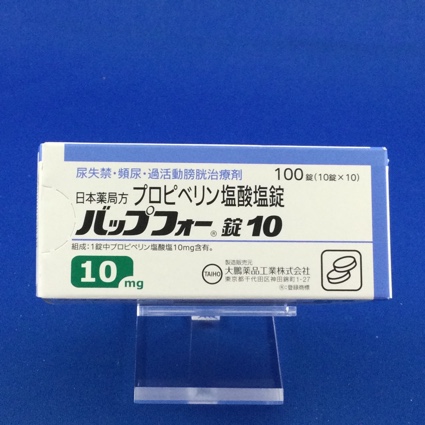 尿失禁・頻尿・過活動膀胱治療剤
100錠(10錠×10)
日本薬局方 プロピベリン塩酸塩錠
バップフォー®錠10
組成:1錠中プロピベリン塩酸塩10mg含有。
10mg
TAIHO
製造販売元
大鵬薬品工業株式会社
東京都千代田区神田錦町1-27
®:登録商標